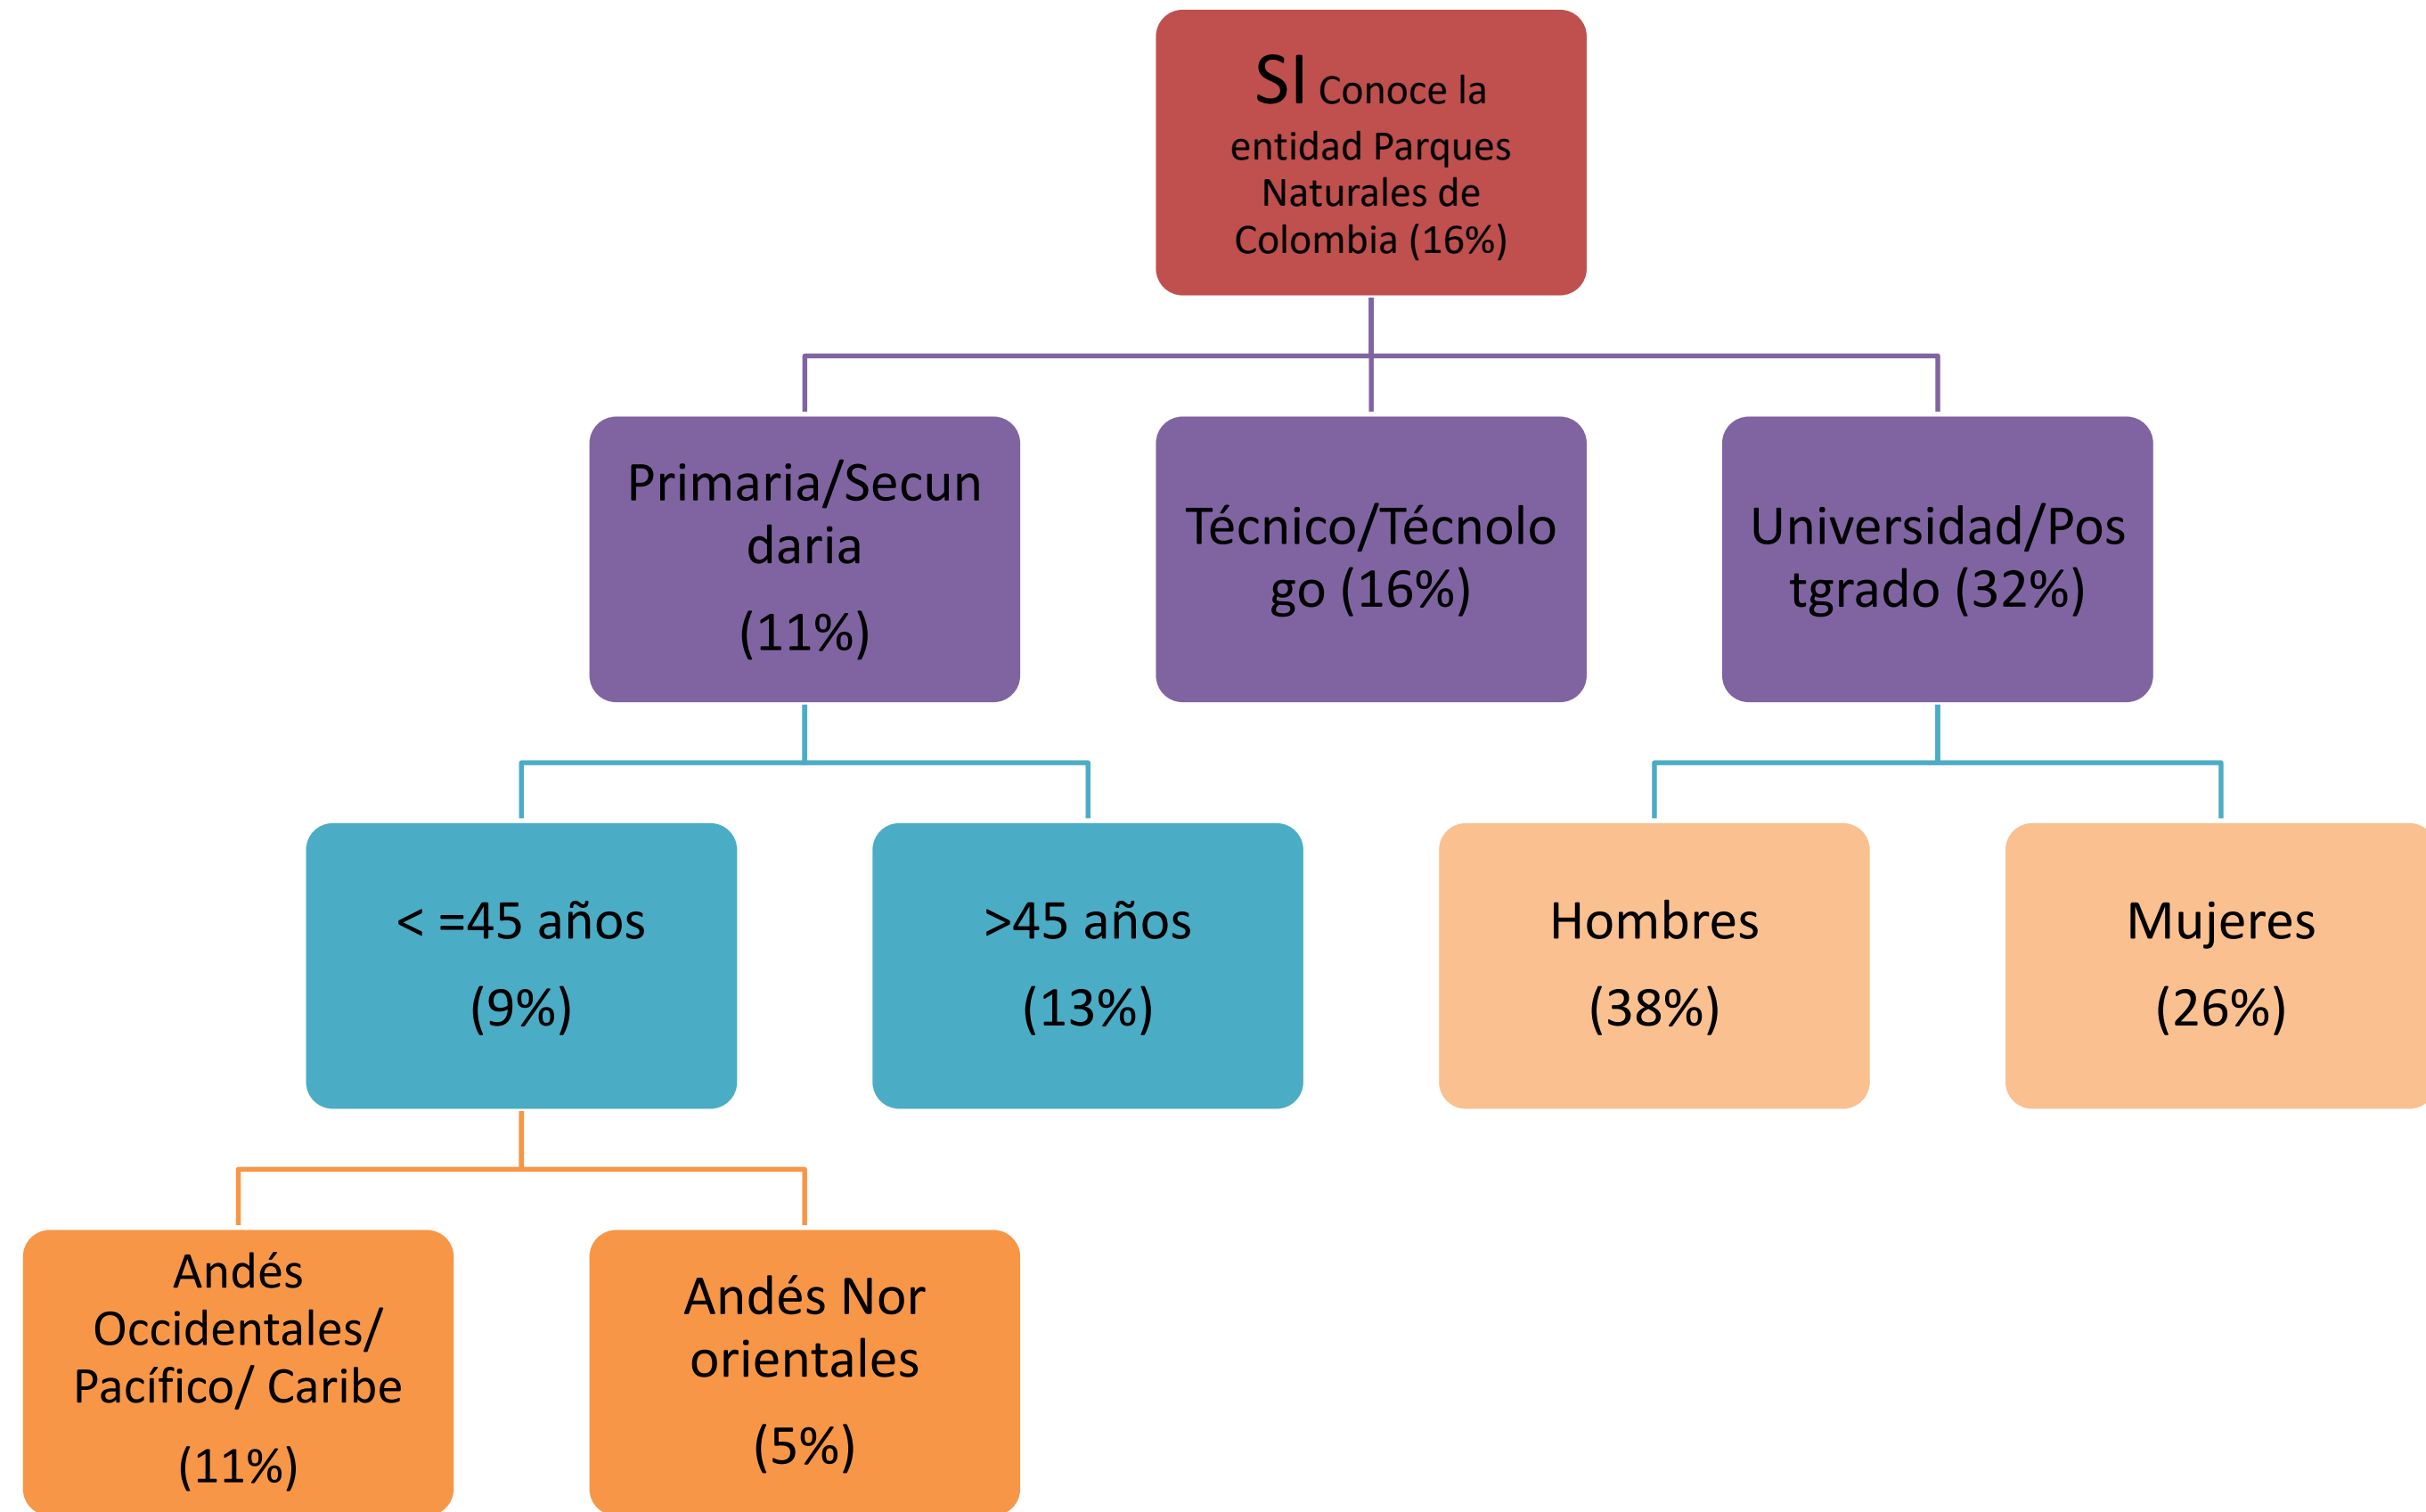 SI Conoce la
entidad Parques
Naturales de
Colombia (16%)
Primaria/Secun
daria
(11%)
Técnico/Técnolo
go (16%)
Universidad/Pos
tgrado (32%)
< =45 años
(9%)
>45 años
(13%)
Hombres
(38%)
Mujeres
(26%)
Andés
Occidentales/
Pacífico/ Caribe
(11%)
Andés Nor
orientales
(5%)